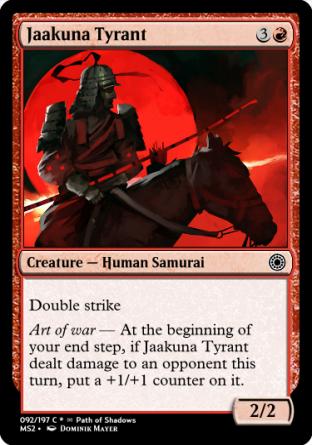 Jaakuna Tyrant 3
Creature — Human Samurai
Double strike
Art of war — At the beginning of
your end step, if Jaakuna Tyrant
dealt damage to an opponent this
turn, put a +1/+1 counter on it.
2/2
092/197 C * = Path of Shadows
MS2 • Dominik Mayer